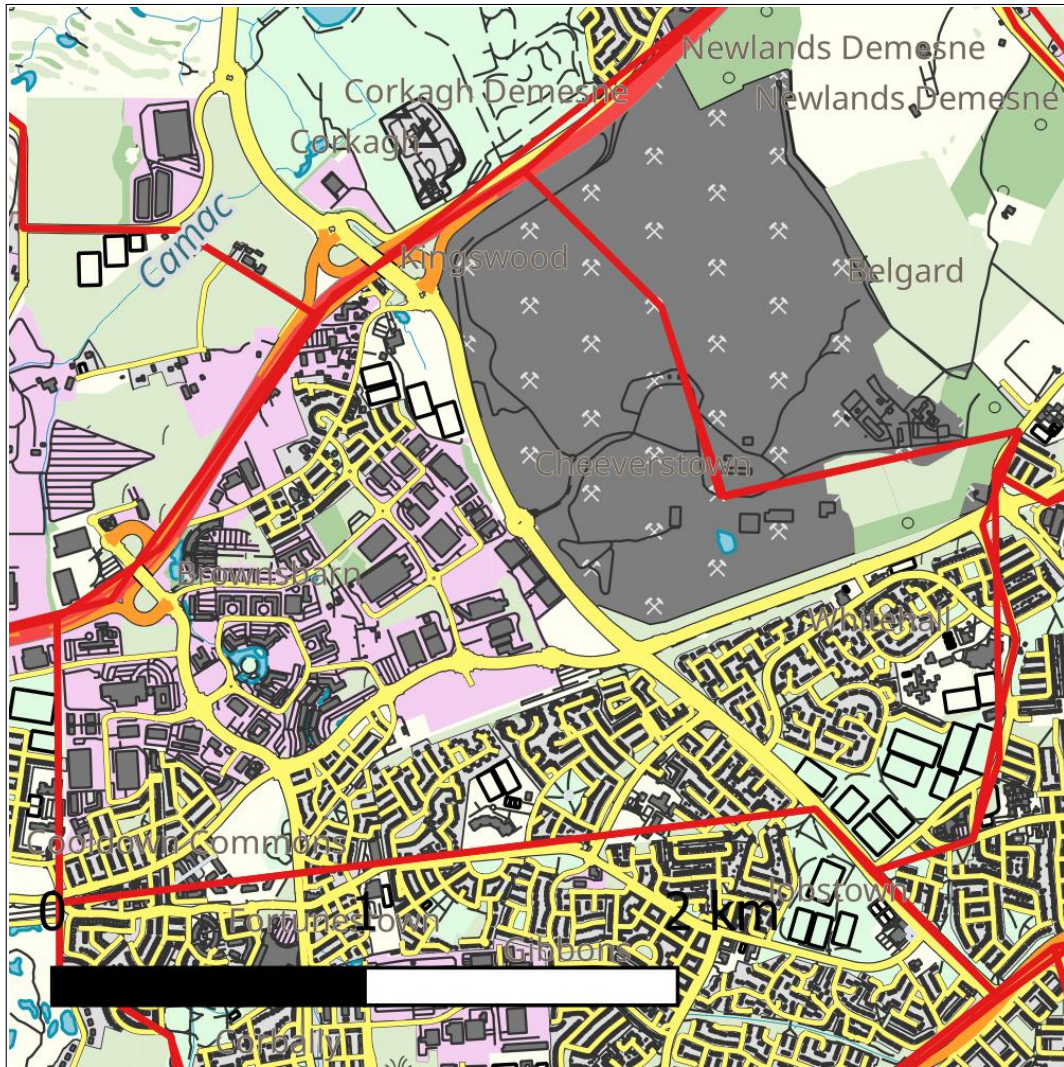 Newlands Demesne
Corkagh Demesne
Newlands Demesne
Corkagh
Camac
Kingswood
Belgard
Cheeverstown
Brownsbarn
Whitehall
Cooldown Commons
Jobstown
0 1 2 km
Fortunestown
Gibbons
Corbally